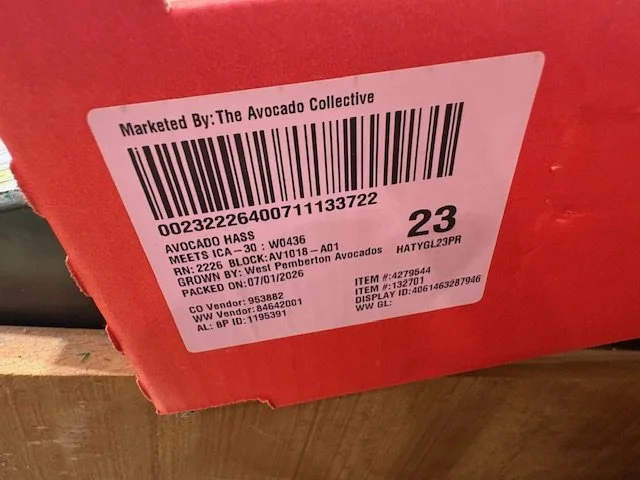 Marketed By: The Avocado Collective
00232226400711133722
AVOCADO HASS
MEETS ICA-30 : W0436
RN: 2226 BLOCK:AV1018-A01
GROWN BY: West Pemberton Avocados
PACKED ON:07/01/2026
23
HATYGL23PR
CO Vendor: 953882
WW Vendor: 84642001
AL: BP ID:1195391
ITEM #:4279544
ITEM #:132701
DISPLAY ID:4061463287946
WW GL: